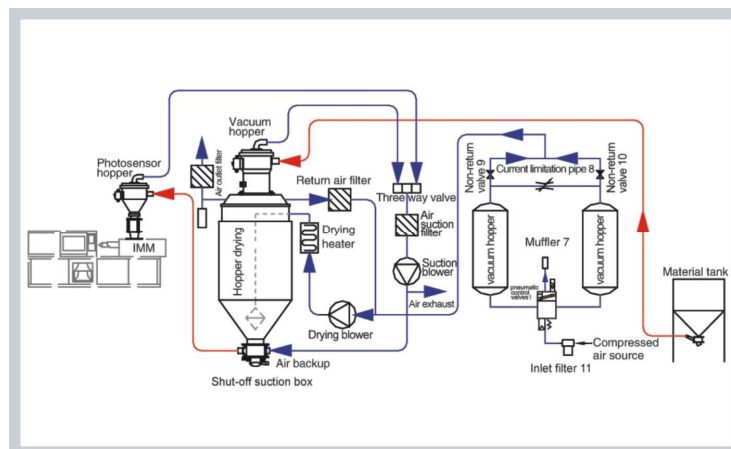 Vacuum
hopper
Photosensor
hopper
Air outlet filter
Return air filter
Three way valve
Air
suction
fillter
Drying
heater
Suction
blower
Air exhaust
Hopper drying
IMM
Drying blower
Air backup
Shut-off suction box
Non-return
valve 9
Current limitation pipe 8
Non-return
valve 10
vacuum hopper
vacuum hopper
Muffler 7
pneumatic
control
valves1
Compressed
air source
Inlet filter 11
Material tank